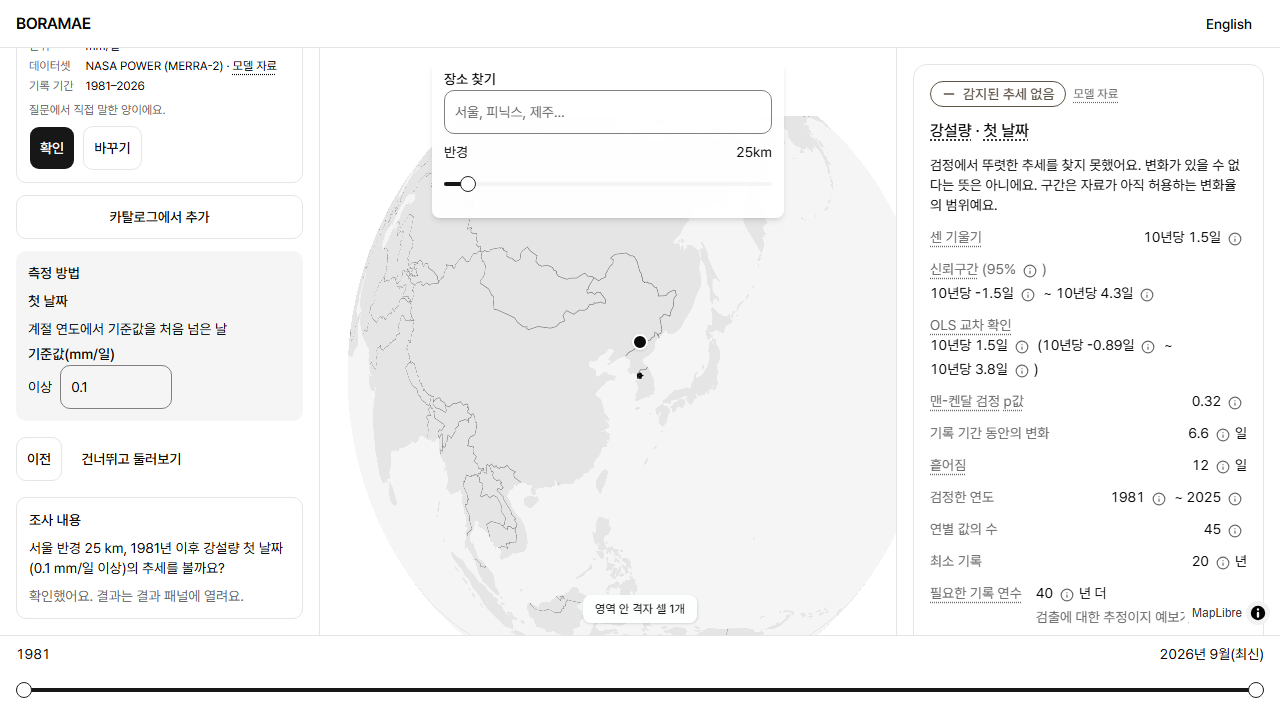 BORAMAE
English
데이터셋 NASA POWER (MERRA-2) · 모델 자료
기록 기간 1981–2026
질문에서 직접 말한 양이에요.
확인
바꾸기
카탈로그에서 추가
측정 방법
첫 날짜
계절 연도에서 기준값을 처음 넘은 날
기준값(mm/일)
이상 0.1
이전
건너뛰고 둘러보기
조사 내용
서울 반경 25 km, 1981년 이후 강설량 첫 날짜
(0.1 mm/일 이상)의 추세를 볼까요?
확인했어요. 결과는 결과 패널에 열려요.
장소 찾기
서울, 피닉스, 제주...
반경 25km
영역 안 격자 셀 1개
— 감지된 추세 없음 모델 자료
강설량 · 첫 날짜
검정에서 뚜렷한 추세를 찾지 못했어요. 변화가 있을 수 없
다는 뜻은 아니에요. 구간은 자료가 아직 허용하는 변화율
의 범위예요.
센 기울기 10년당 1.5일
신뢰구간 (95% )
10년당 -1.5일 ~ 10년당 4.3일
OLS 교차 확인
10년당 1.5일 (10년당 -0.89일 ~
10년당 3.8일 )
맨-켄달 검정 p값 0.32
기록 기간 동안의 변화 6.6 일
흩어짐 12 일
검정한 연도 1981 ~ 2025
연별 값의 수 45
최소 기록 20 년
필요한 기록 연수 40 년 더
검출에 대한 추정이지 예보
MapLibre
1981
2026년 9월(최신)